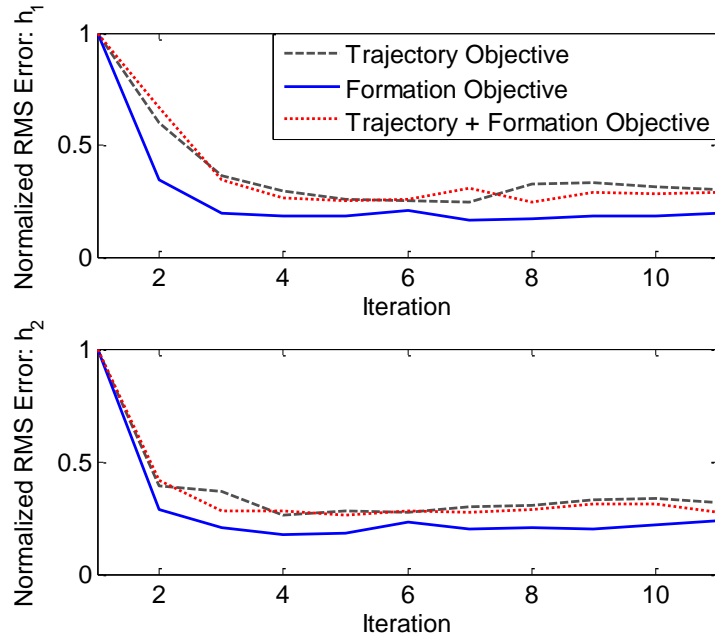 Normalized RMS Error: h1
1
0.5
0
Trajectory Objective
Formation Objective
Trajectory + Formation Objective
2 4 6 8 10
Iteration
Normalized RMS Error: h2
1
0.5
0
2 4 6 8 10
Iteration